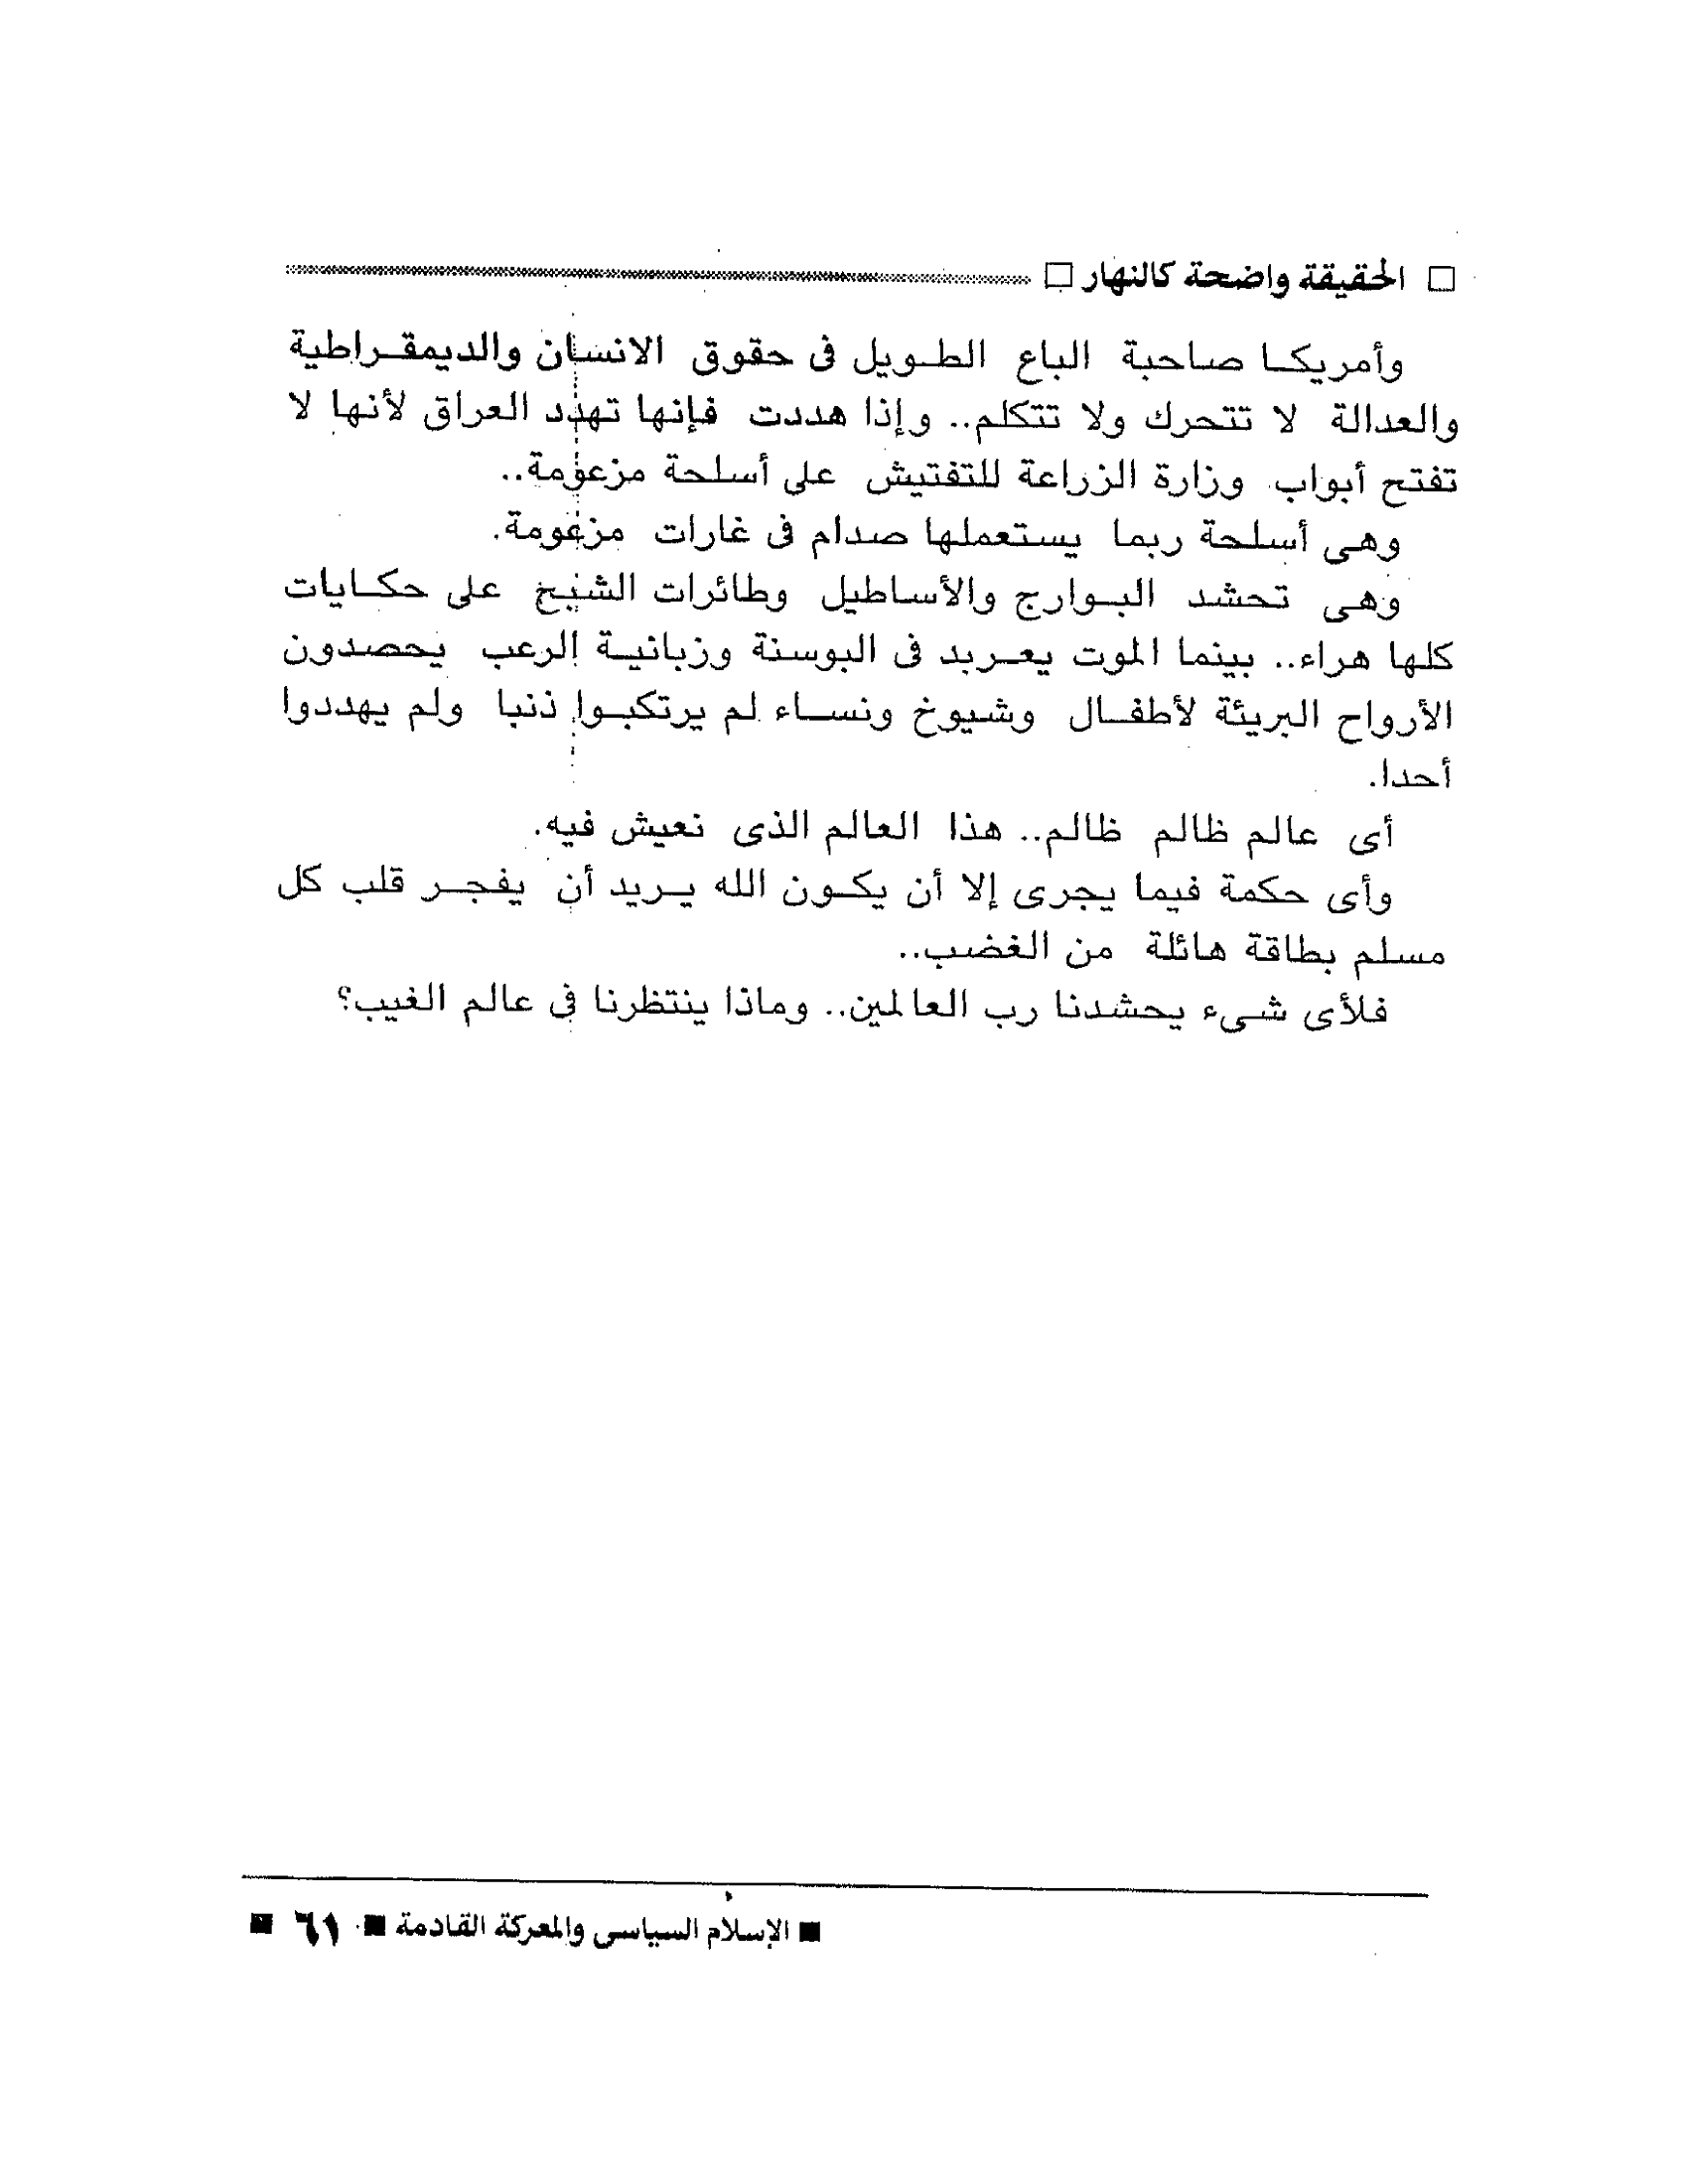 □ الحقيقة واضحة كالنهار □
وأمريكا صاحبة الباع الطويل فى حقوق الانسان والديمقراطية
والعدالة لا تتحرك ولا تتكلم.. وإذا هددت فإنها تهدد العراق لأنها لا
تفتح أبواب وزارة الزراعة للتفتيش على أسلحة مزعومة..
وهى أسلحة ربما يستعملها صدام فى غارات مزعومة.
وهى تحشد البوارج والأساطيل وطائرات الشبح على حكايات
كلها هراء.. بينما الموت يعربد فى البوسنة وزبانية الرعب يحصدون
الأرواح البريئة لأطفال وشيوخ ونساء لم يرتكبوا ذنبا ولم يهددوا
أحدا.
أى عالم ظالم ظالم.. هذا العالم الذى نعيش فيه.
وأى حكمة فيما يجرى إلا أن يكون الله يريد أن يفجر قلب كل
مسلم بطاقة هائلة من الغضب..
فلأى شىء يحشدنا رب العالمين.. وماذا ينتظرنا فى عالم الغيب؟
■ الإسلام السياسى والمعركة القادمة ■ ٦١ ■